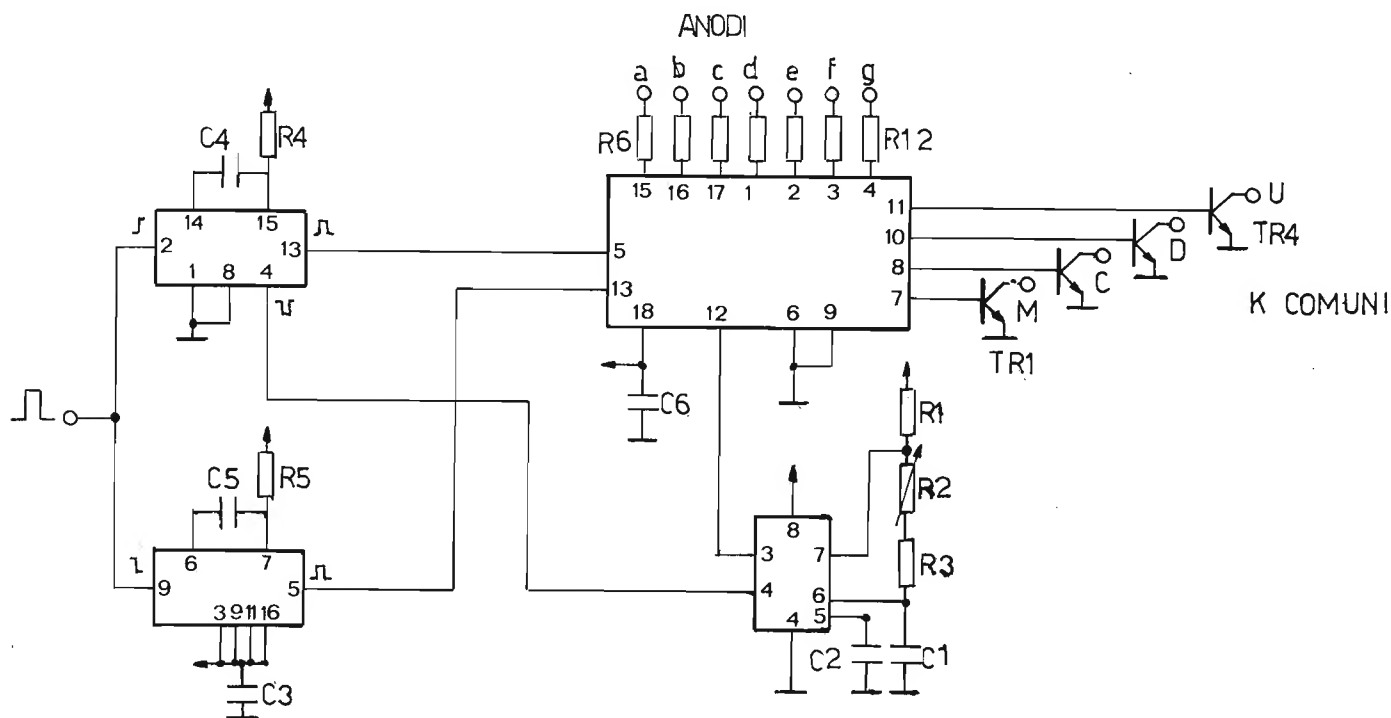 ANODI
a b c d e f g
R6 R12
15 16 17 1 2 3 4
C4 R4
14 15
2 13
1 8 4
5
13
18 12 6 9
11
10
8
7
U
TR4
D
C
M
TR1
K COMUNI
C6
R1
R2
R3
C5 R5
6 7
9 5
3 9 11 16
C3
8
3 7
4 6
5
4
C2 C1